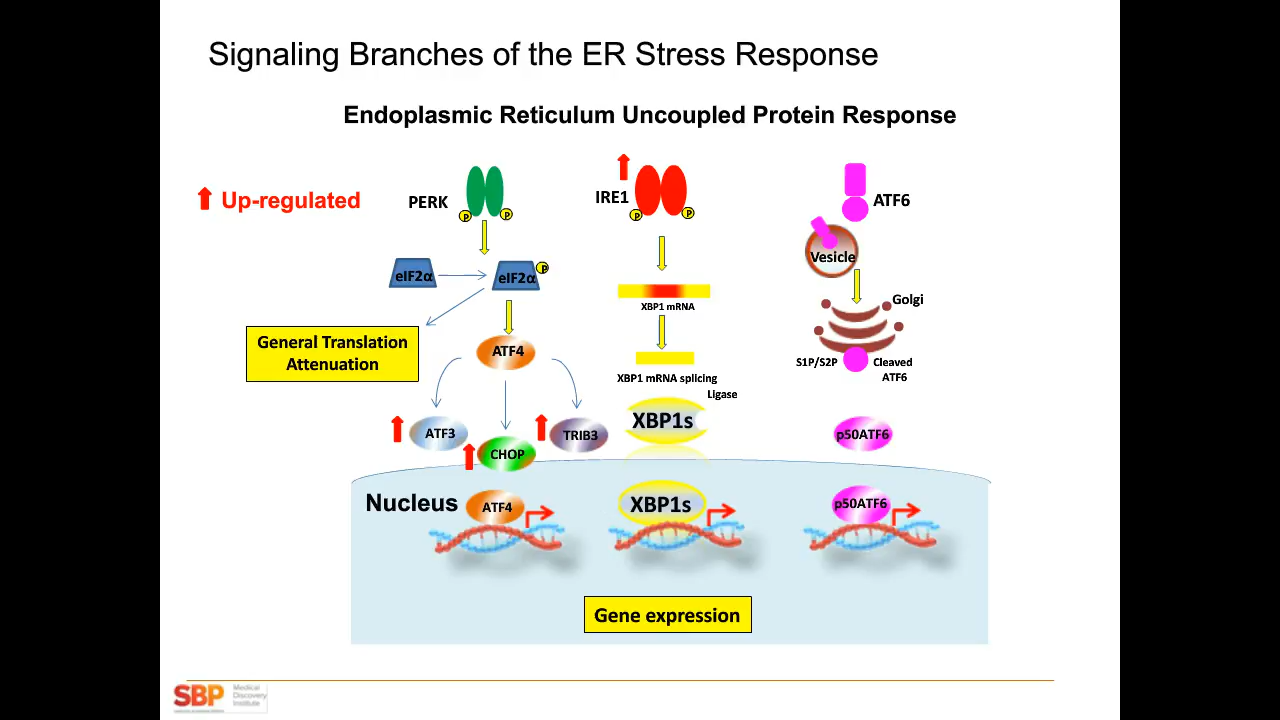 Signaling Branches of the ER Stress Response
Endoplasmic Reticulum Uncoupled Protein Response
Up-regulated
PERK
P
P
eIF2α
eIF2α
P
General Translation
Attenuation
ATF4
ATF3
CHOP
TRIB3
IRE1
P
P
XBP1 mRNA
XBP1 mRNA splicing
Ligase
XBP1s
ATF6
Vesicle
Golgi
S1P/S2P
Cleaved
ATF6
p50ATF6
Nucleus
ATF4
XBP1s
p50ATF6
Gene expression
SBP
Medical
Discovery
Institute